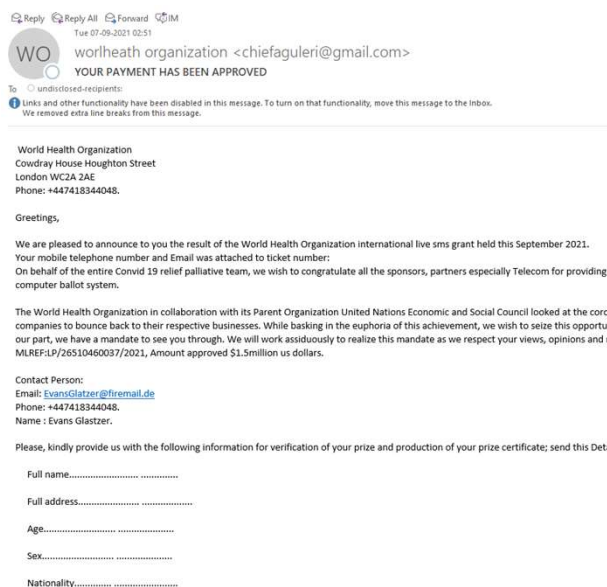 Reply Reply All Forward IM
Tue 07-09-2021 02:51
WO
worlheath organization <chiefaguleri@gmail.com>
YOUR PAYMENT HAS BEEN APPROVED
To undisclosed-recipients:
Links and other functionality have been disabled in this message. To turn on that functionality, move this message to the Inbox.
We removed extra line breaks from this message.
World Health Organization
Cowdray House Houghton Street
London WC2A 2AE
Phone: +447418344048.
Greetings,
We are pleased to announce to you the result of the World Health Organization international live sms grant held this September 2021.
Your mobile telephone number and Email was attached to ticket number:
On behalf of the entire Convid 19 relief palliative team, we wish to congratulate all the sponsors, partners especially Telecom for providing
computer ballot system.
The World Health Organization in collaboration with its Parent Organization United Nations Economic and Social Council looked at the
companies to bounce back to their respective businesses. While basking in the euphoria of this achievement, we wish to seize this
our part, we have a mandate to see you through. We will work assiduously to realize this mandate as we respect your views, opinions and
MLREF:LP/26510460037/2021, Amount approved $1.5million us dollars.
Contact Person:
Email: EvansGlatzer@firemail.de
Phone: +447418344048.
Name : Evans Glastzer.
Please, kindly provide us with the following information for verification of your prize and production of your prize certificate; send this
Full name.......................... ..............
Full address....................... ...................
Age........................... .....................
Sex........................... .....................
Nationality.............. ........................